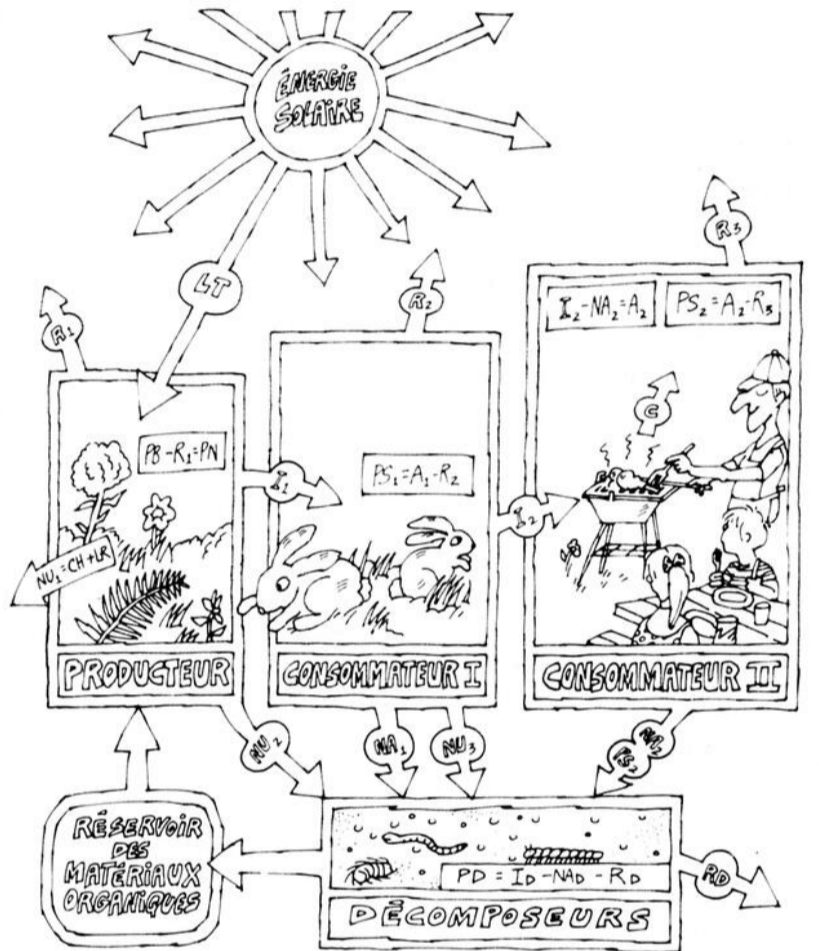 ÉNERGIE
SOLAIRE
LT
R₁
R₂
R₃
I₂-NA₂=A₂
PS₂=A₂-R₃
C
PB-R₁=PN
I₁
PS₁=A₁-R₂
I₂
NU₁=CH+LR
PRODUCTEUR
CONSOMMATEUR I
CONSOMMATEUR II
NU₂
NA₁
NU₃
PS₂
NA₂
RÉSERVOIR
DES
MATÉRIAUX
ORGANIQUES
PD = ID-NAD-RD
RD
DÉCOMPOSEURS